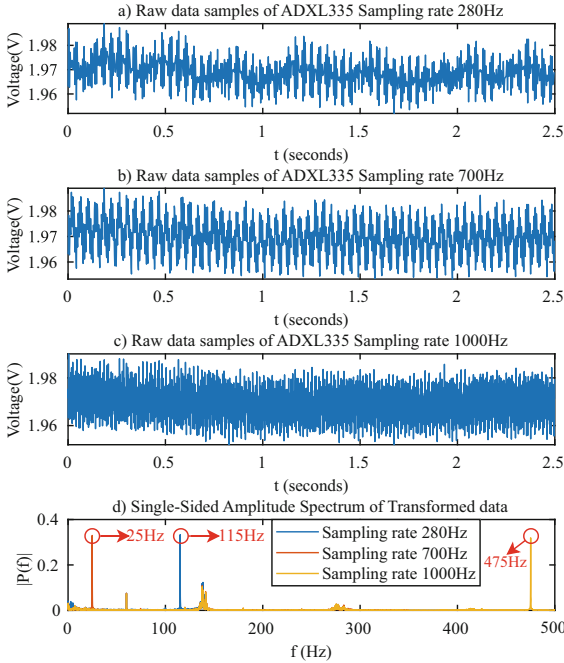 a) Raw data samples of ADXL335 Sampling rate 280Hz
Voltage(V)
1.98
1.97
1.96
0 0.5 1 1.5 2 2.5
t (seconds)
b) Raw data samples of ADXL335 Sampling rate 700Hz
Voltage(V)
1.98
1.97
1.96
0 0.5 1 1.5 2 2.5
t (seconds)
c) Raw data samples of ADXL335 Sampling rate 1000Hz
Voltage(V)
1.98
1.96
0 0.5 1 1.5 2 2.5
t (seconds)
d) Single-Sided Amplitude Spectrum of Transformed data
|P(f)|
0.4
0.2
0
25Hz
115Hz
475Hz
Sampling rate 280Hz
Sampling rate 700Hz
Sampling rate 1000Hz
0 100 200 300 400 500
f (Hz)